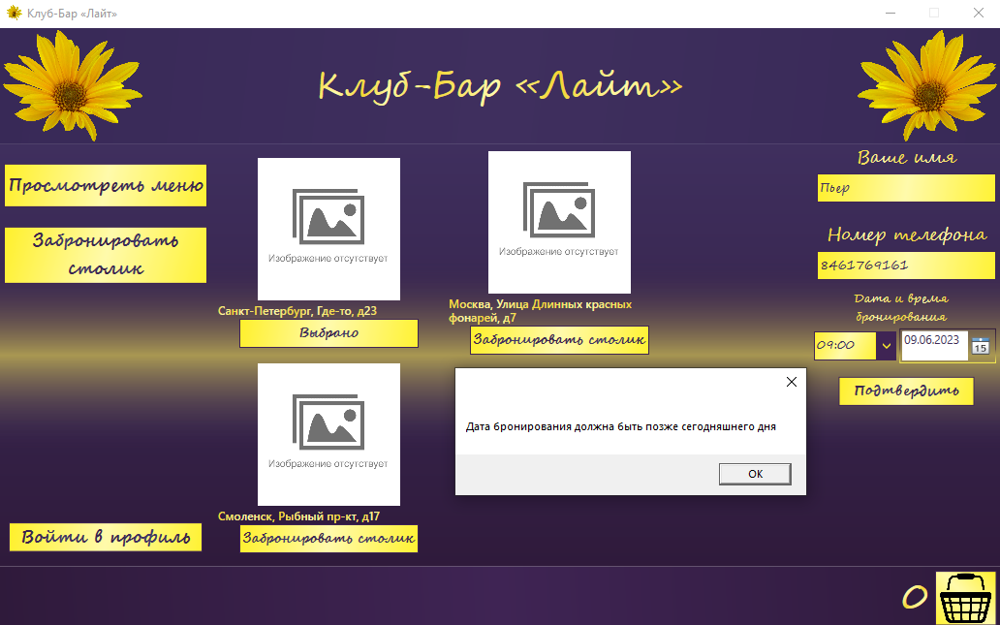 Клуб-Бар «Лайт»
Клуб-Бар «Лайт»
Просмотреть меню
Забронировать
столик
Войти в профиль
Изображение отсутствует
Санкт-Петербург, Где-то, д23
Выбрано
Изображение отсутствует
Москва, Улица Длинных красных
фонарей, д7
Забронировать столик
Изображение отсутствует
Смоленск, Рыбный пр-кт, д17
Забронировать столик
Дата бронирования должна быть позже сегодняшнего дня
ОК
Ваше имя
Пьер
Номер телефона
8461769161
Дата и время
бронирования
09:00
09.06.2023
15
Подтвердить
0